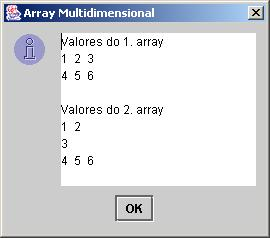 Array Multidimensional
Valores do 1. array
1 2 3
4 5 6
Valores do 2. array
1 2
3
4 5 6
OK